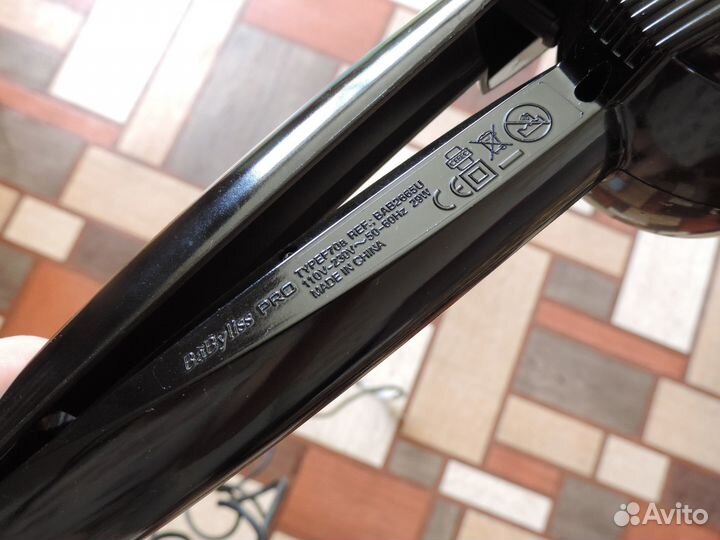 BaByliss PRO
TYPEF70a REF.: BAB2665U
110V-230V~50-60Hz 29W
MADE IN CHINA
CE
Avito